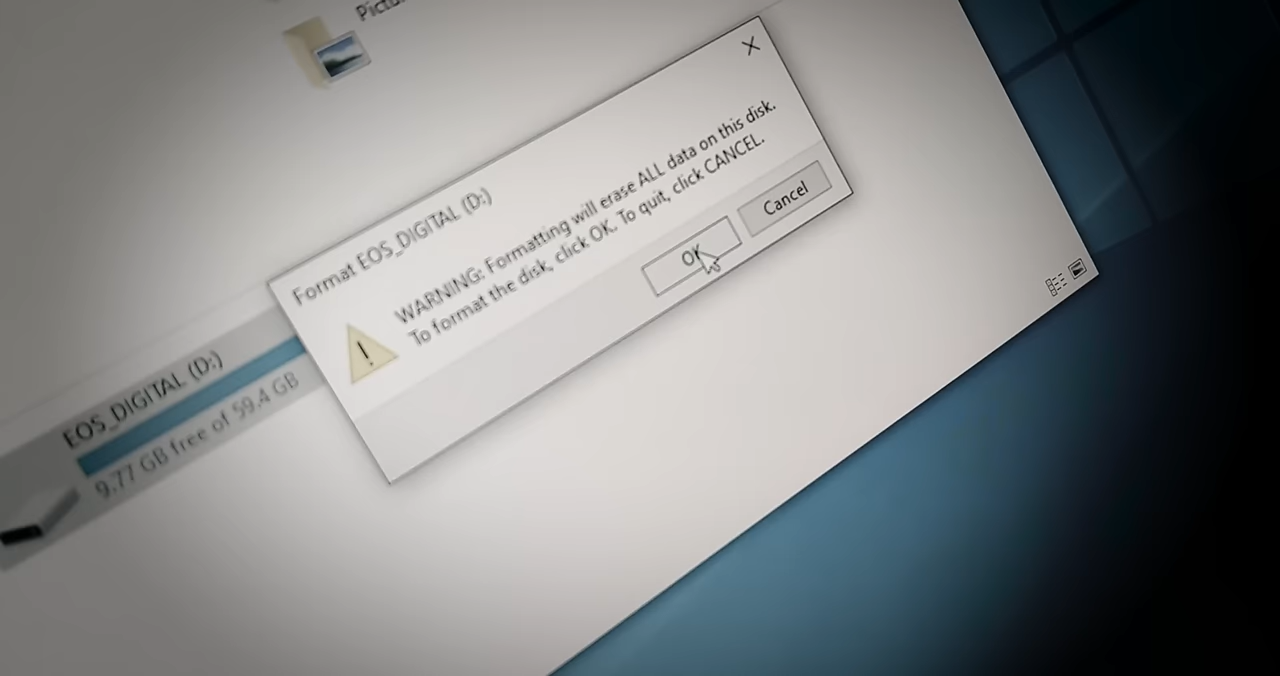 Format EOS_DIGITAL (D:)
WARNING: Formatting will erase ALL data on this disk.
To format the disk, click OK. To quit, click CANCEL.
OK
Cancel
EOS_DIGITAL (D:)
9.77 GB free of 59.4 GB